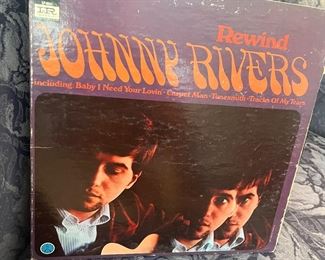 Rewind
JOHNNY RIVERS
Including: Baby I Need Your Lovin' • Carpet Man • Tunesmith • Tracks Of My Tears